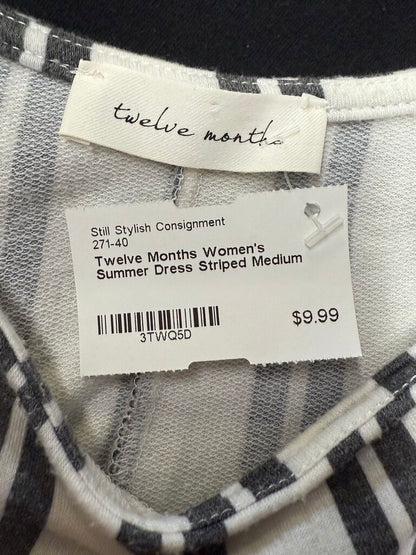 twelve months
Still Stylish Consignment
271-40
Twelve Months Women's
Summer Dress Striped Medium
3TWQ5D
$9.99